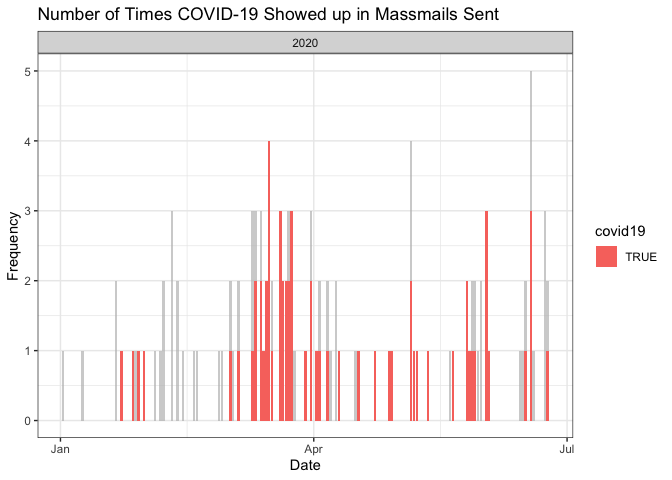 Number of Times COVID-19 Showed up in Massmails Sent
2020
5
4
3
2
1
0
Frequency
Jan
Apr
Jul
Date
covid19
TRUE